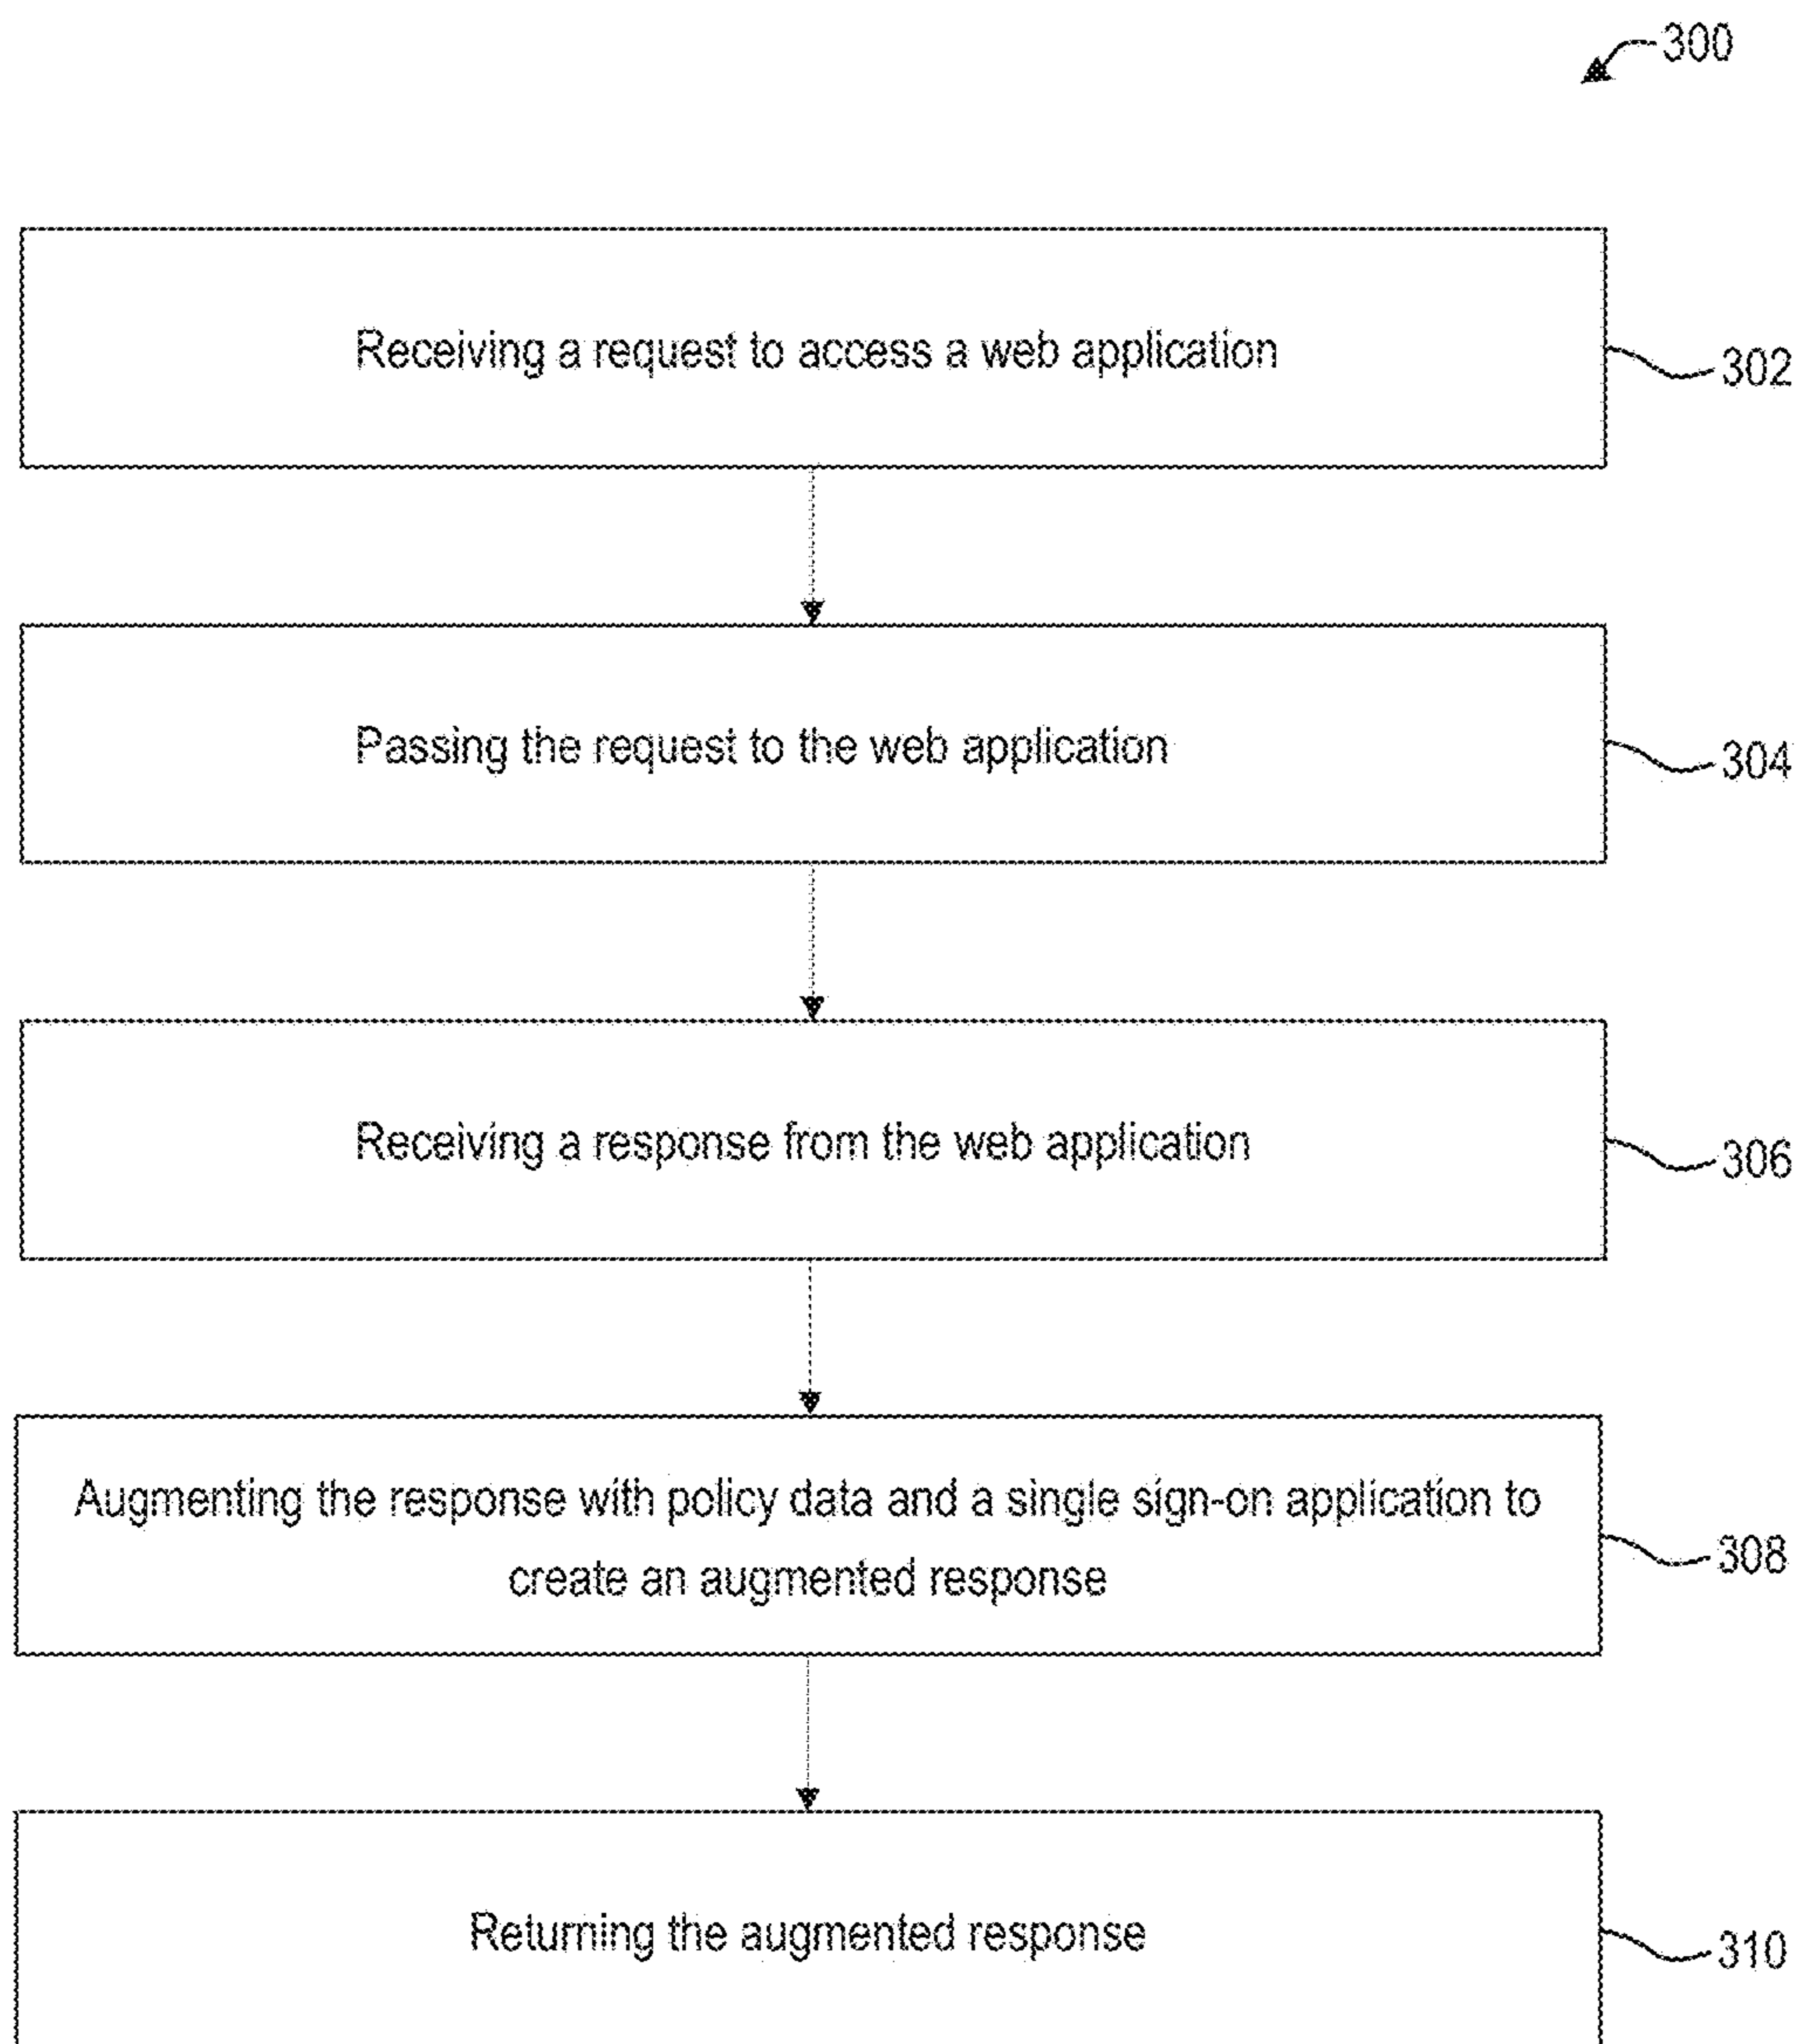 300
Receiving a request to access a web application
302
Passing the request to the web application
304
Receiving a response from the web application
306
Augmenting the response with policy data and a single sign-on application to
create an augmented response
308
Returning the augmented response
310